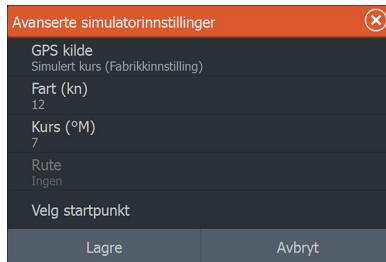 Avanserte simulatorinnstillinger
GPS kilde
Simulert kurs (Fabrikkinnstilling)
Fart (kn)
12
Kurs (°M)
7
Rute
Ingen
Velg startpunkt
Lagre
Avbryt